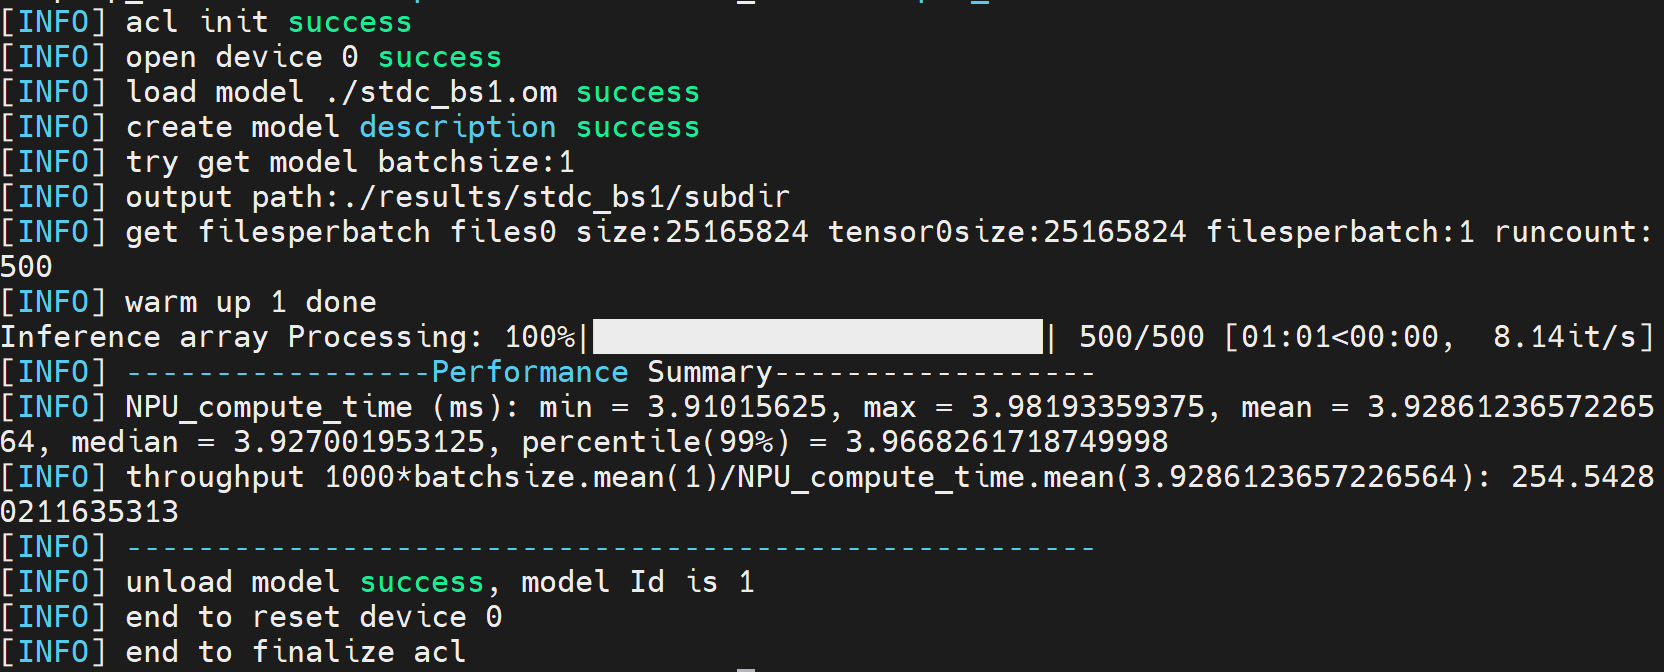 [INFO] acl init success
[INFO] open device 0 success
[INFO] load model ./stdc_bs1.om success
[INFO] create model description success
[INFO] try get model batchsize:1
[INFO] output path:./results/stdc_bs1/subdir
[INFO] get filesperbatch files0 size:25165824 tensor0size:25165824 filesperbatch:1 runcount:
500
[INFO] warm up 1 done
Inference array Processing: 100%|█████████████████████████| 500/500 [01:01<00:00,  8.14it/s]
[INFO] -----------------Performance Summary------------------
[INFO] NPU_compute_time (ms): min = 3.91015625, max = 3.98193359375, mean = 3.92861236572265
64, median = 3.927001953125, percentile(99%) = 3.9668261718749998
[INFO] throughput 1000*batchsize.mean(1)/NPU_compute_time.mean(3.9286123657226564): 254.5428
0211635313
[INFO] ------------------------------------------------------
[INFO] unload model success, model Id is 1
[INFO] end to reset device 0
[INFO] end to finalize acl